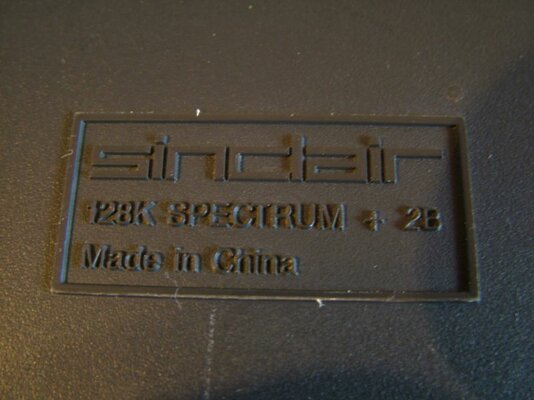 sinclair
128K SPECTRUM + 2B
Made in China